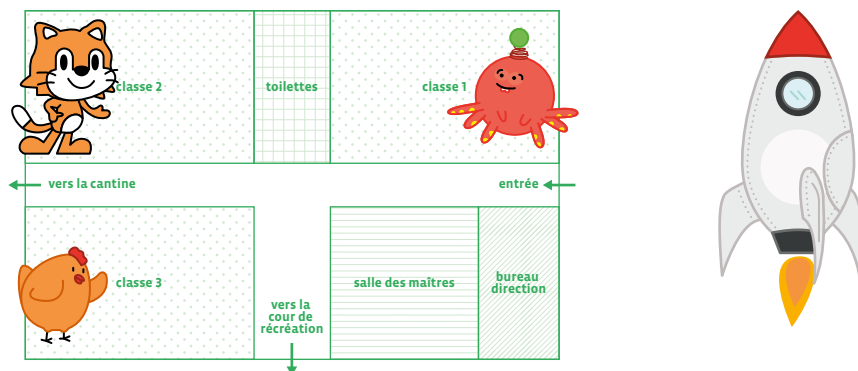 classe 2
toilettes
classe 1
vers la cantine
entrée
classe 3
vers la
cour de
récréation
salle des maîtres
bureau
direction